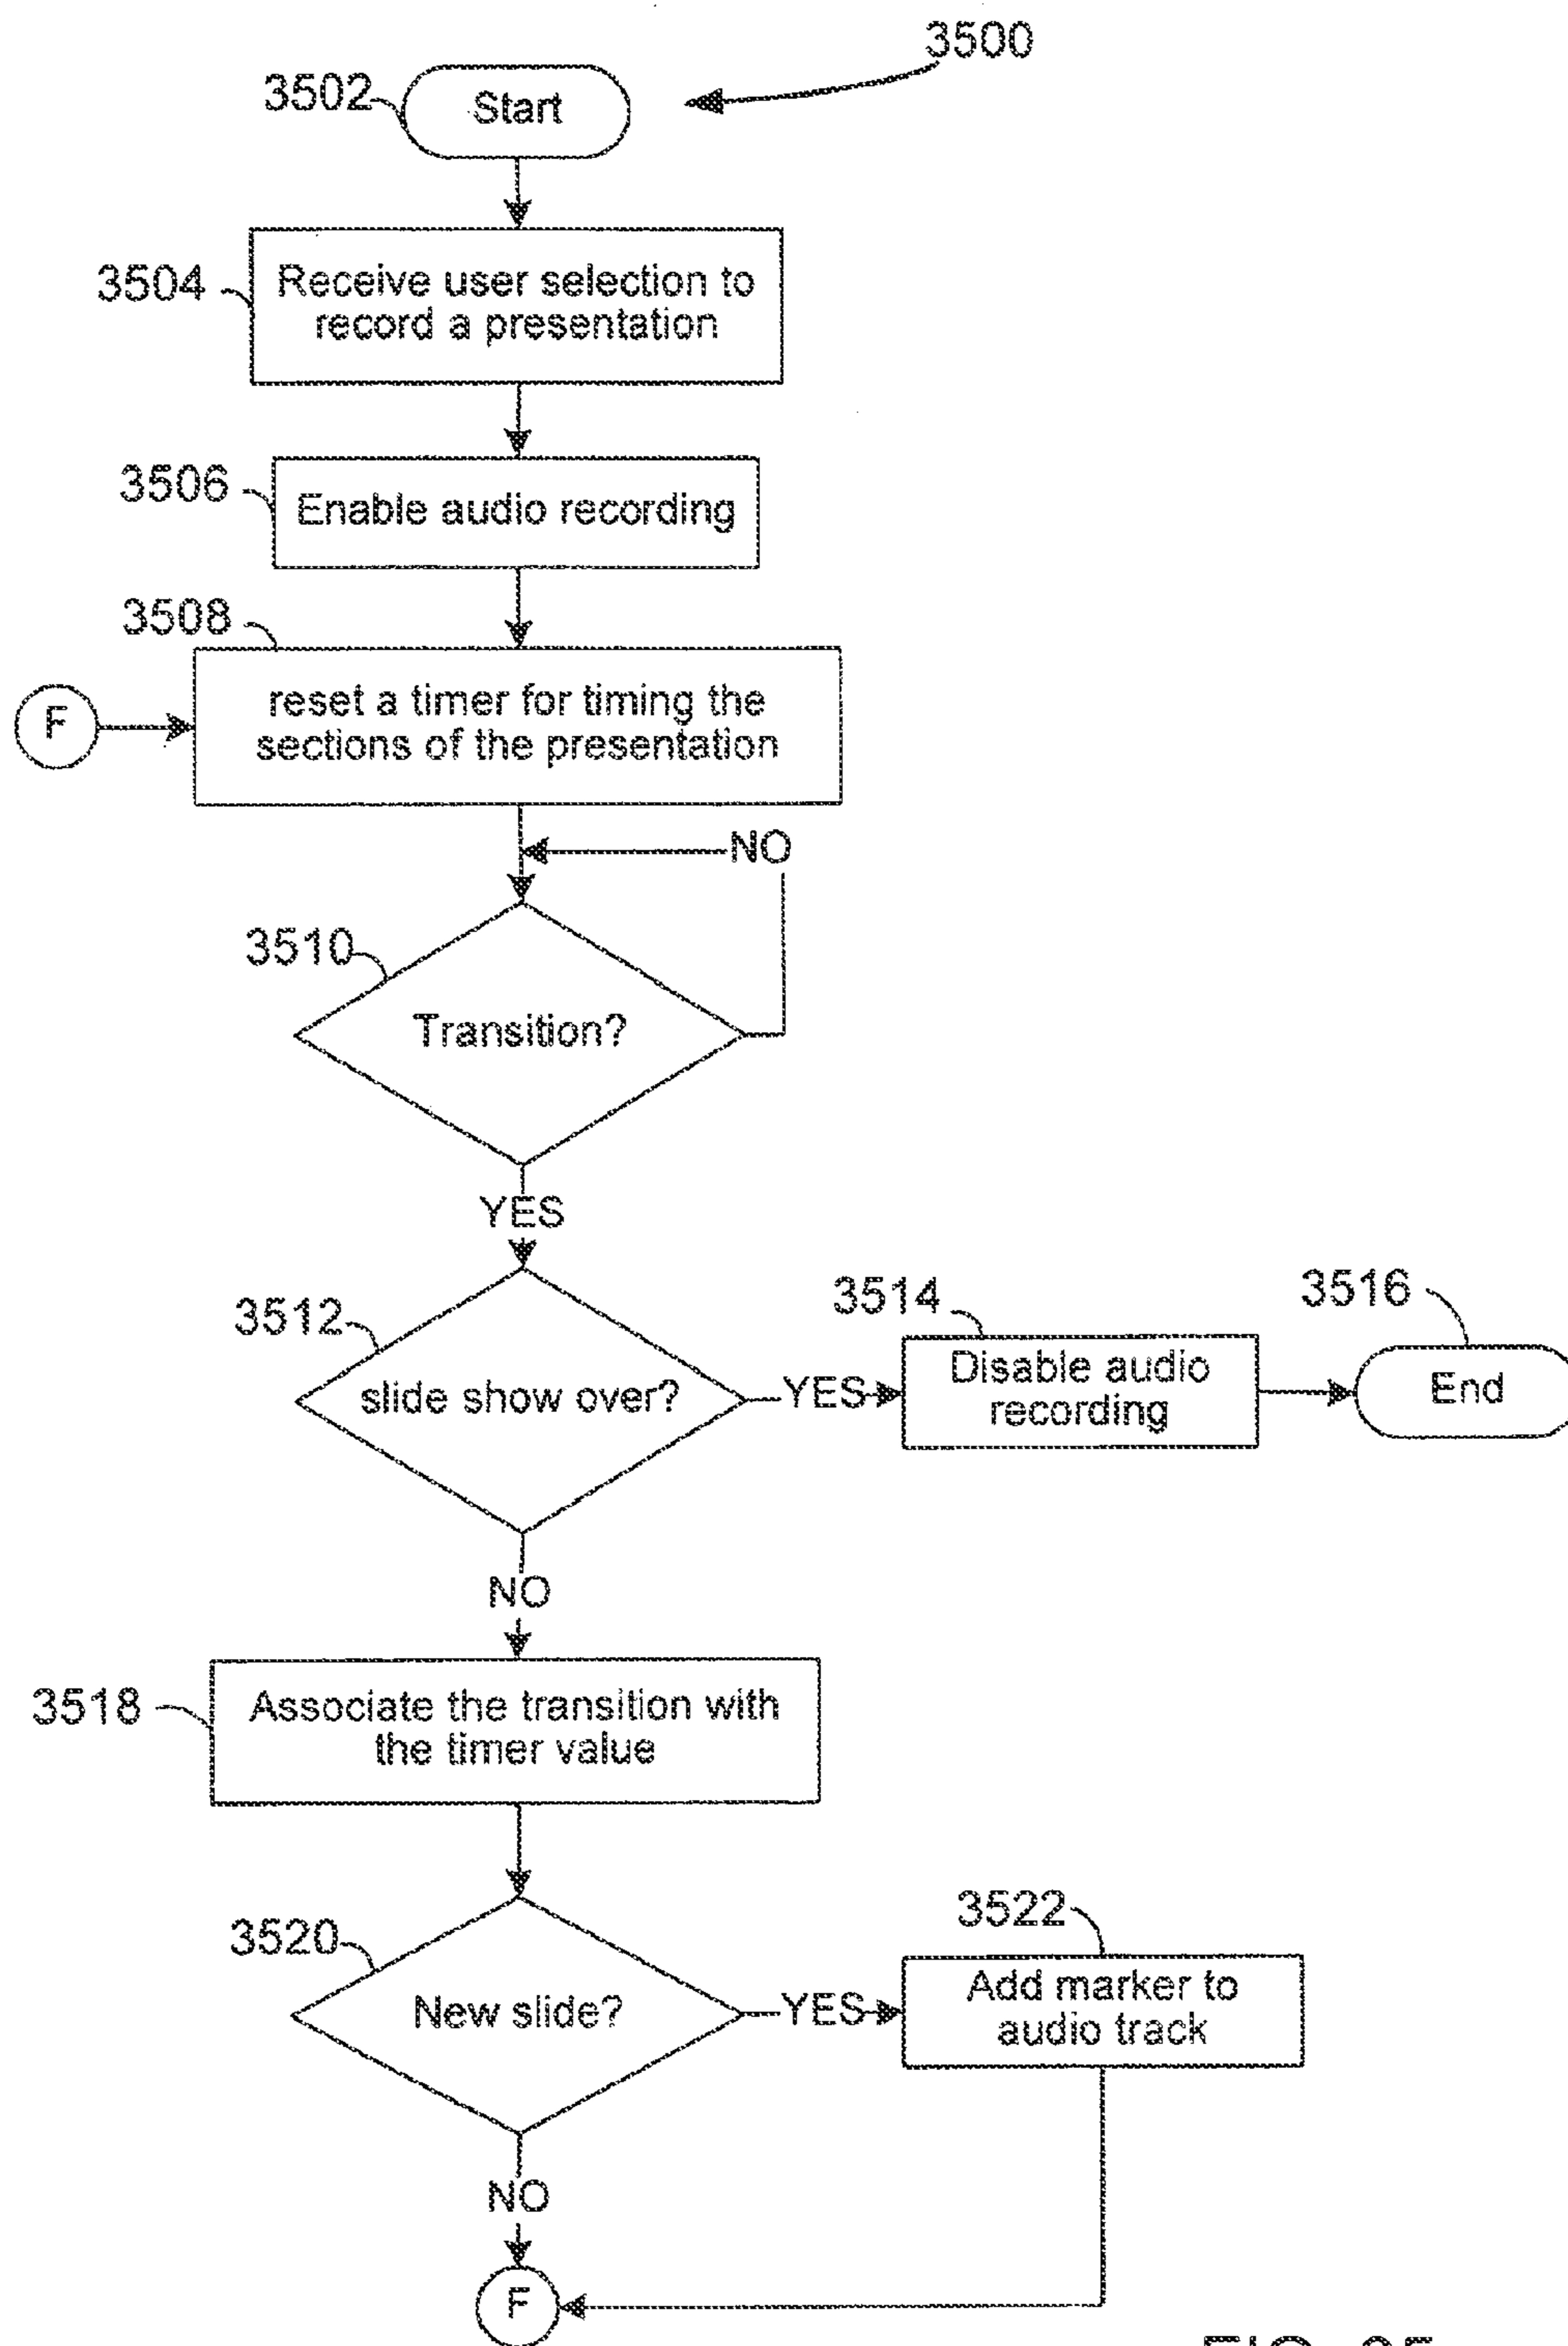 3500
3502
Start
3504
Receive user selection to
record a presentation
3506
Enable audio recording
3508
F
reset a timer for timing the
sections of the presentation
NO
3510
Transition?
YES
3512
slide show over?
YES
3514
Disable audio
recording
3516
End
NO
3518
Associate the transition with
the timer value
3520
New slide?
YES
3522
Add marker to
audio track
NO
F